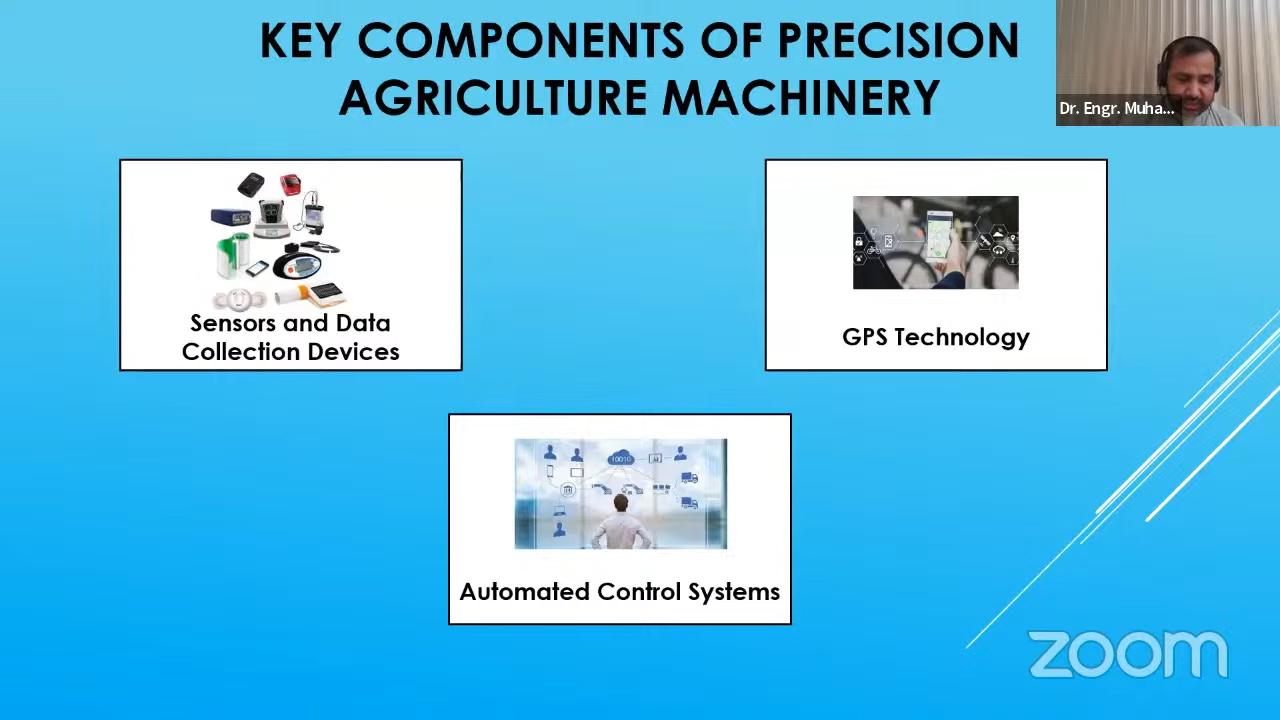 KEY COMPONENTS OF PRECISION
AGRICULTURE MACHINERY
Dr. Engr. Muha...
Sensors and Data
Collection Devices
GPS Technology
10010
Automated Control Systems
zoom